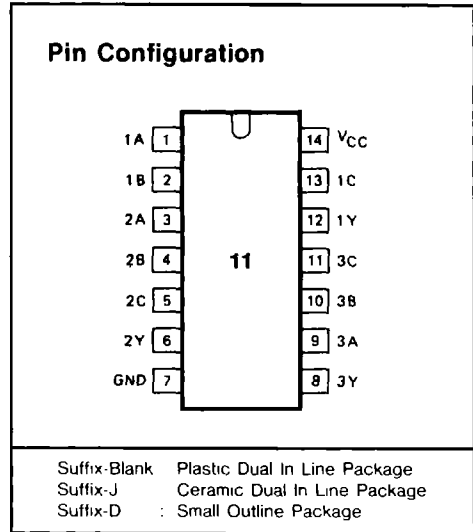 Pin Configuration
1A 1 14 VCC
1B 2 13 1C
2A 3 12 1Y
2B 4 11 11 3C
2C 5 10 3B
2Y 6 9 3A
GND 7 8 3Y
Suffix-Blank Plastic Dual In Line Package
Suffix-J Ceramic Dual In Line Package
Suffix-D : Small Outline Package